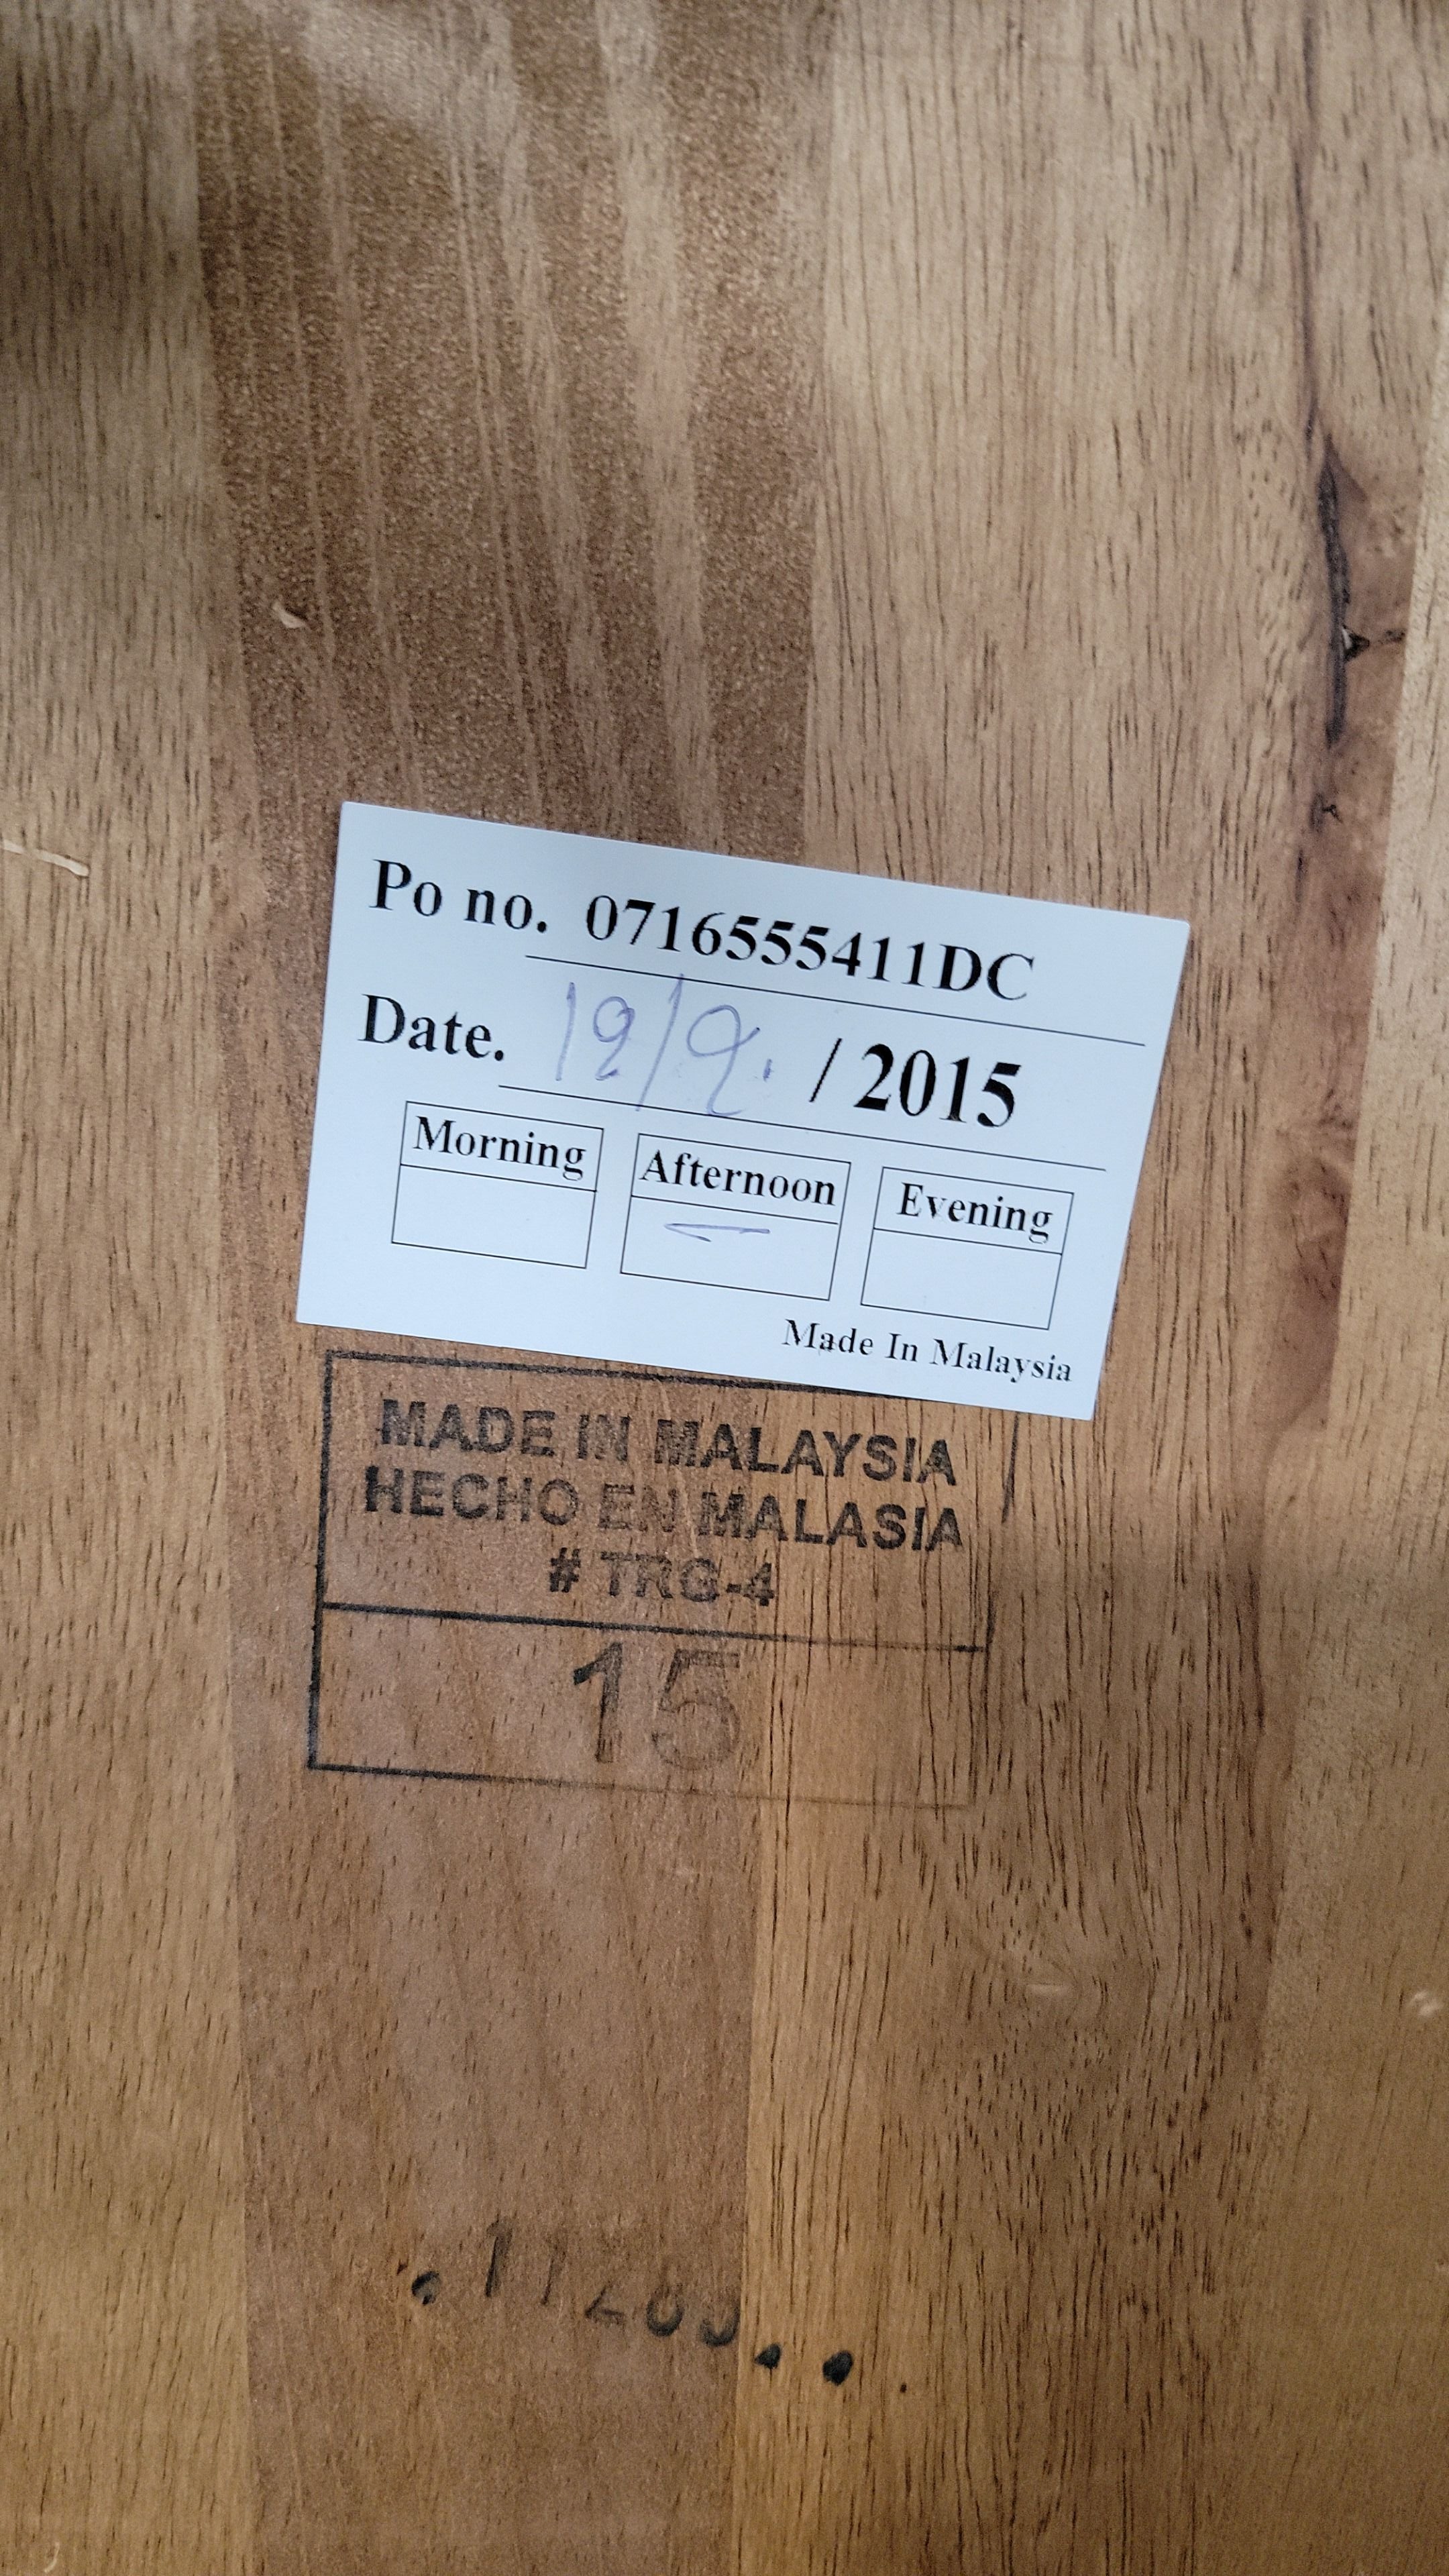 Po no. 0716555411DC
Date. 19/9. / 2015
Morning Afternoon Evening
Made In Malaysia
MADE IN MALAYSIA
HECHO EN MALASIA
# TRG-4
15